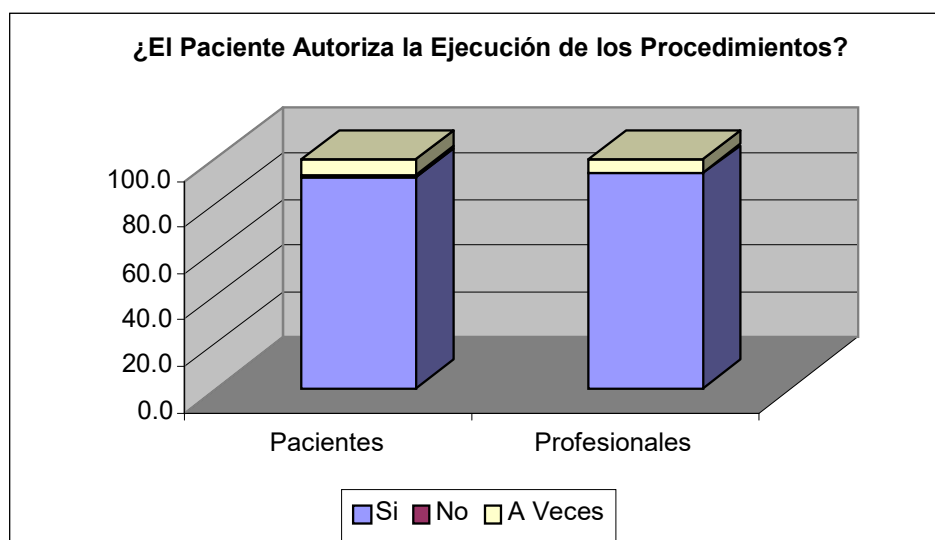 ¿El Paciente Autoriza la Ejecución de los Procedimientos?
100.0
80.0
60.0
40.0
20.0
0.0
Pacientes Profesionales
Si No A Veces